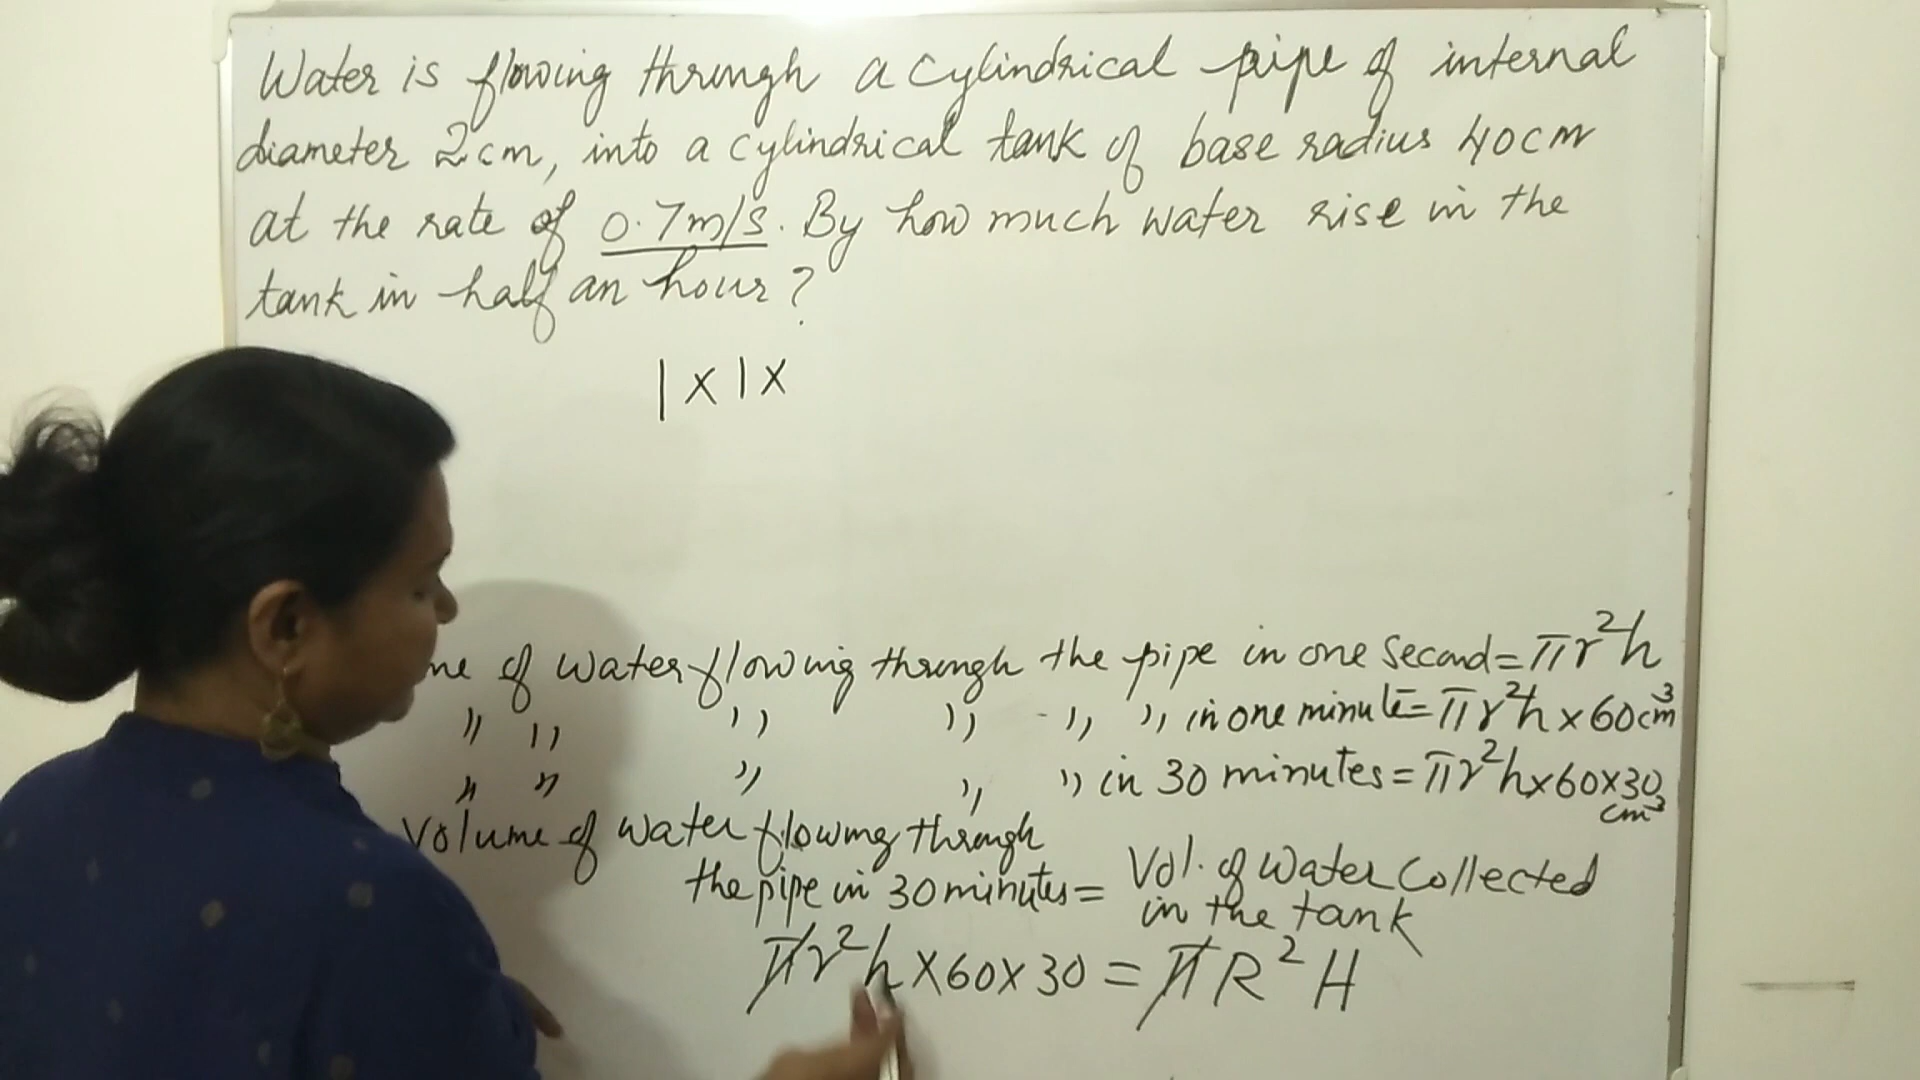 Water is flowing through a cylindrical pipe of internal
diameter 2cm, into a cylindrical tank of base radius 40cm
at the rate of 0.7m/s. By how much water rise in the
tank in half an hour?
1 x 1 x
me of water flowing through the pipe in one Second = πr²h
,, ,, ,, ,, ,, ,, in one minute = πr²h x 60cm³
,, ,, ,, ,, ,, in 30 minutes = πr²h x 60 x 30
cm³
Volume of water flowing through
the pipe in 30 minutes = Vol. of Water Collected
in the tank
πr²h x 60 x 30 = πR²H